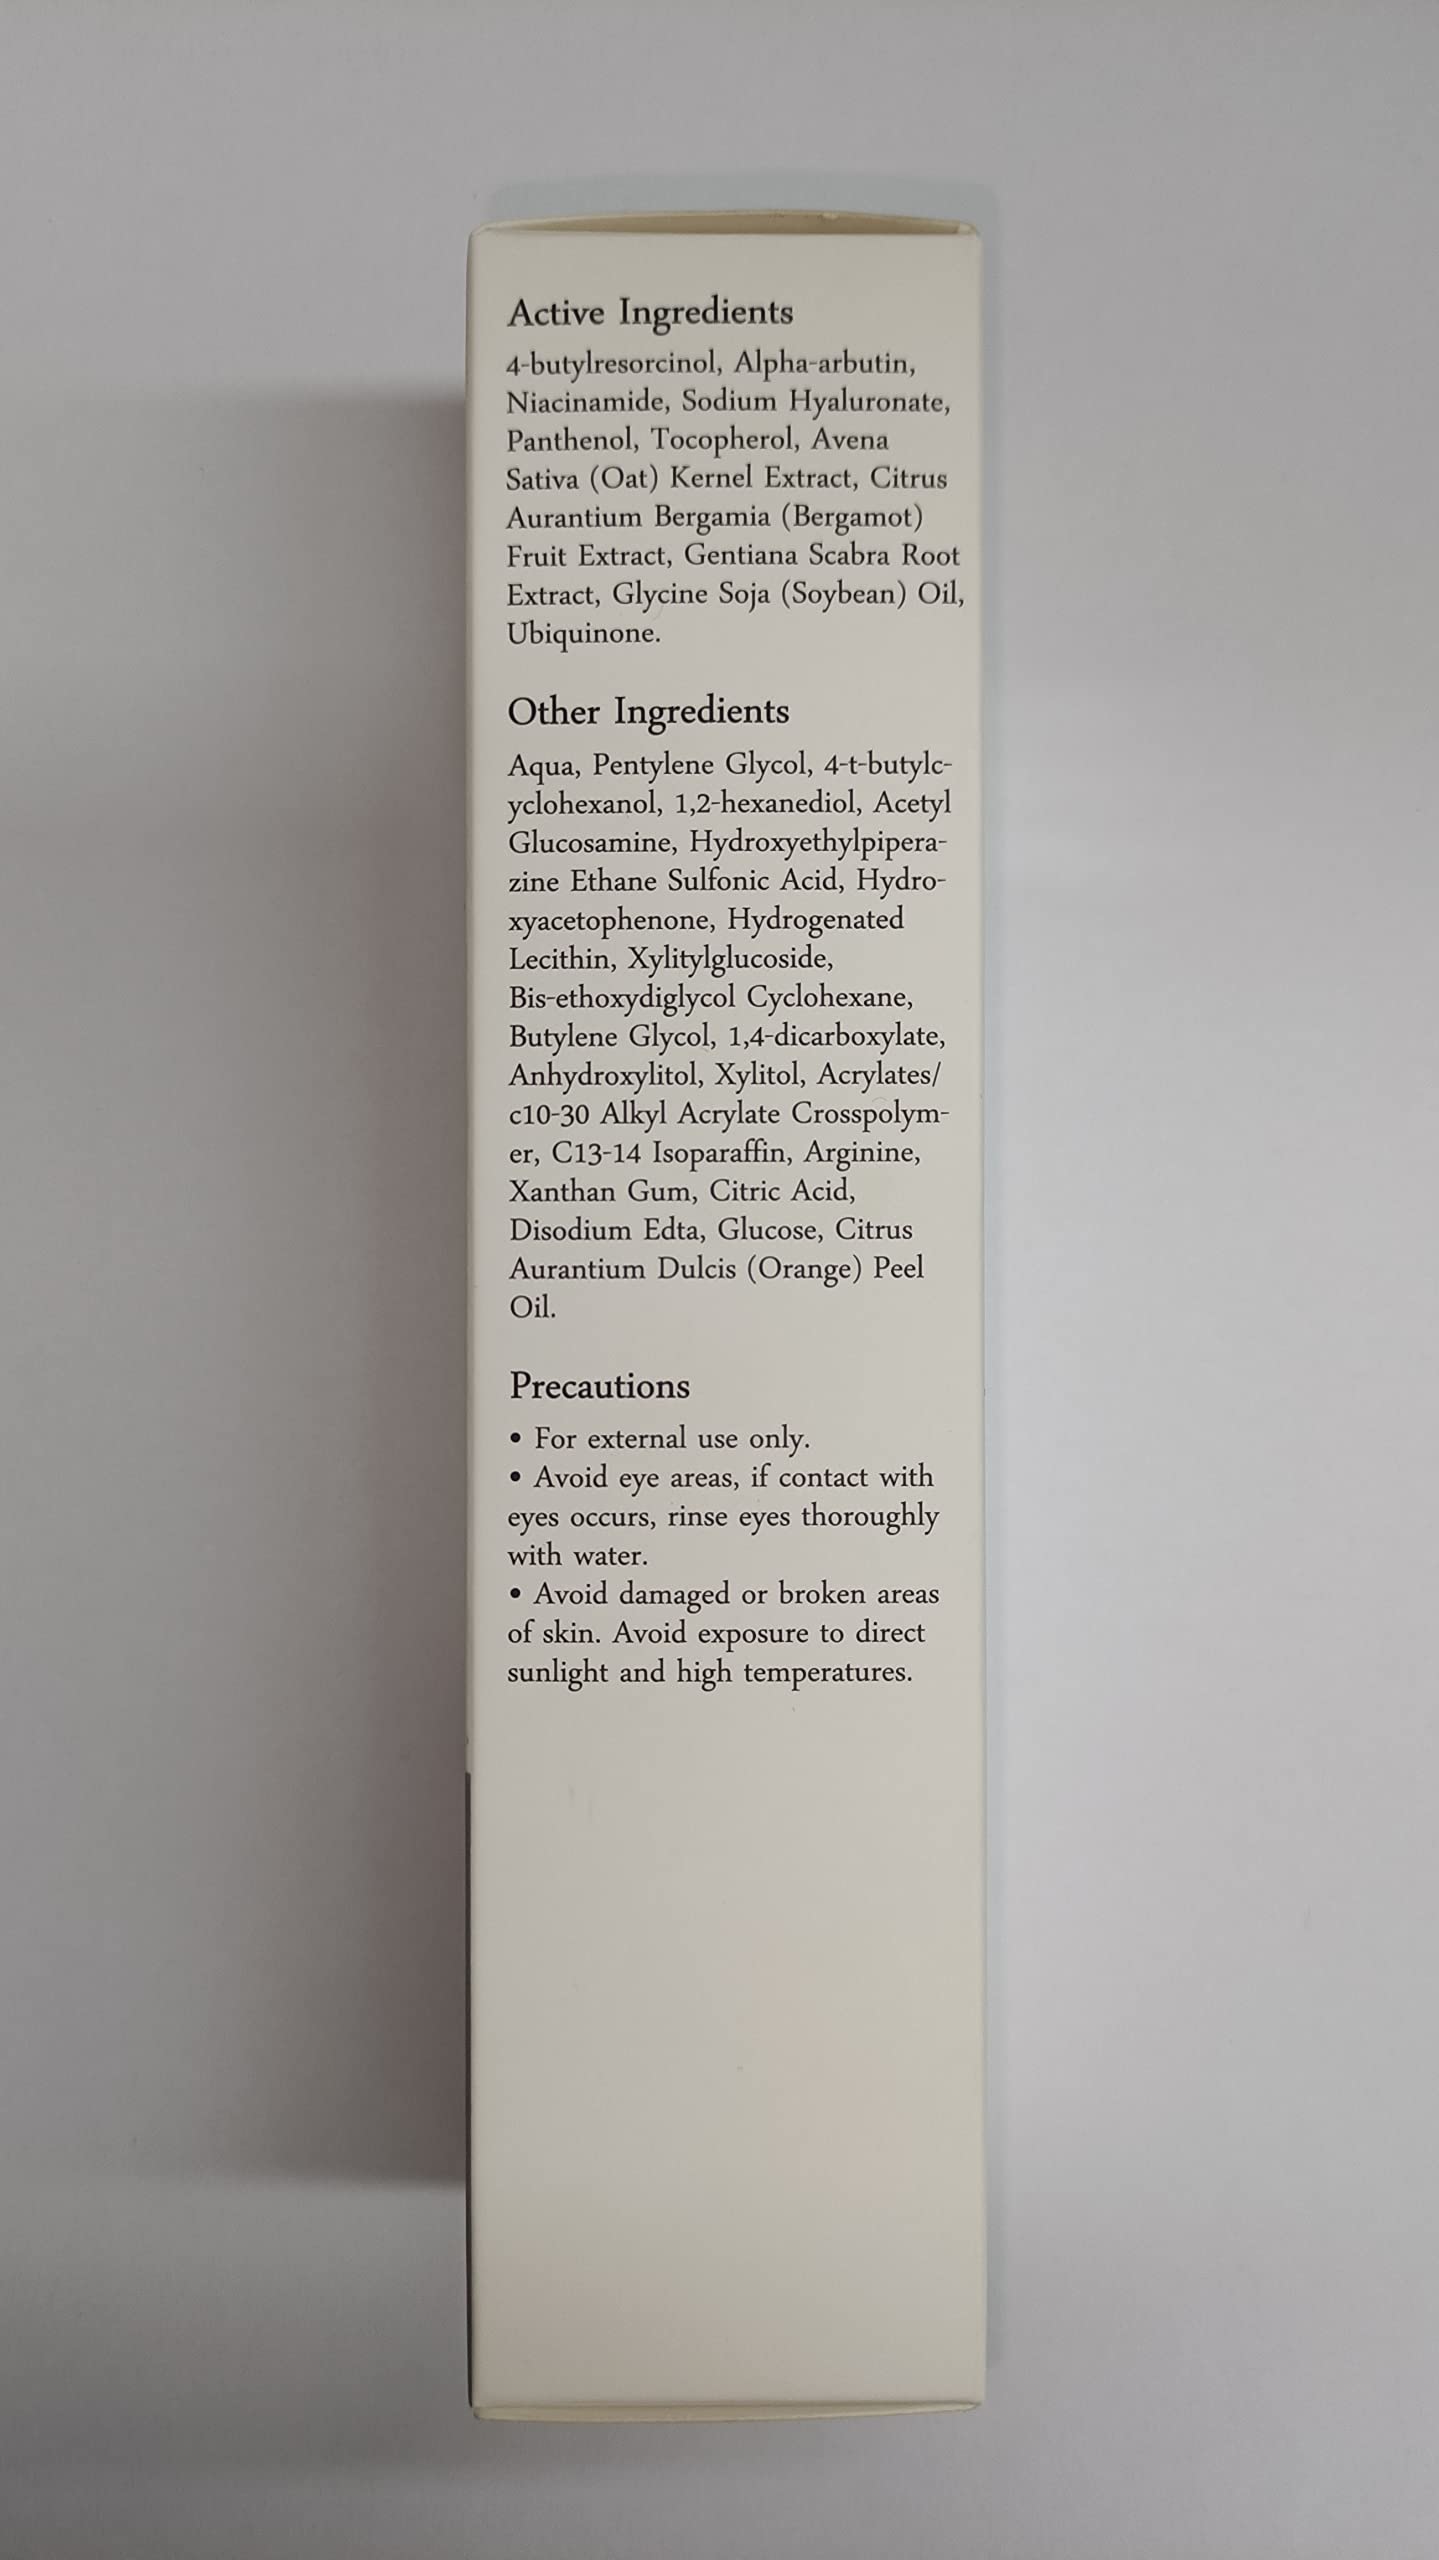 Active Ingredients
4-butylresorcinol, Alpha-arbutin,
Niacinamide, Sodium Hyaluronate,
Panthenol, Tocopherol, Avena
Sativa (Oat) Kernel Extract, Citrus
Aurantium Bergamia (Bergamot)
Fruit Extract, Gentiana Scabra Root
Extract, Glycine Soja (Soybean) Oil,
Ubiquinone.
Other Ingredients
Aqua, Pentylene Glycol, 4-t-butylc-
yclohexanol, 1,2-hexanediol, Acetyl
Glucosamine, Hydroxyethylpipera-
zine Ethane Sulfonic Acid, Hydro-
xyacetophenone, Hydrogenated
Lecithin, Xylitylglucoside,
Bis-ethoxydiglycol Cyclohexane,
Butylene Glycol, 1,4-dicarboxylate,
Anhydroxylitol, Xylitol, Acrylates/
c10-30 Alkyl Acrylate Crosspolym-
er, C13-14 Isoparaffin, Arginine,
Xanthan Gum, Citric Acid,
Disodium Edta, Glucose, Citrus
Aurantium Dulcis (Orange) Peel
Oil.
Precautions
• For external use only.
• Avoid eye areas, if contact with
eyes occurs, rinse eyes thoroughly
with water.
• Avoid damaged or broken areas
of skin. Avoid exposure to direct
sunlight and high temperatures.